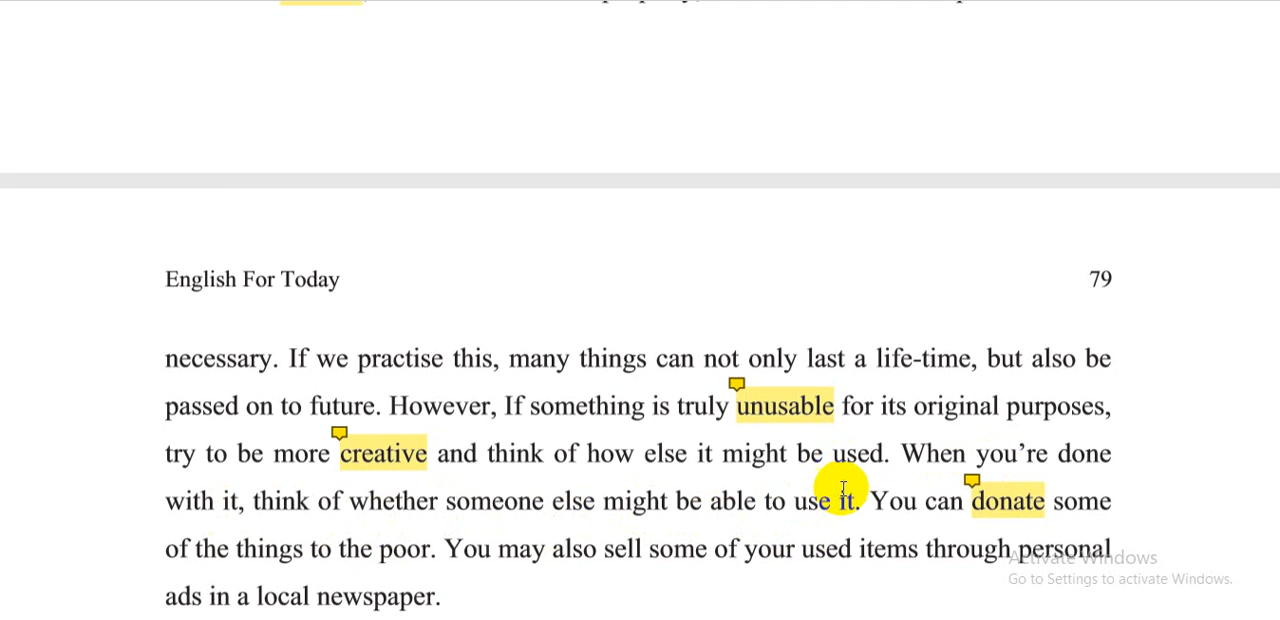 English For Today 79
necessary. If we practise this, many things can not only last a life-time, but also be
passed on to future. However, If something is truly unusable for its original purposes,
try to be more creative and think of how else it might be used. When you're done
with it, think of whether someone else might be able to use it. You can donate some
of the things to the poor. You may also sell some of your used items through personal
Activate Windows
Go to Settings to activate Windows.
ads in a local newspaper.